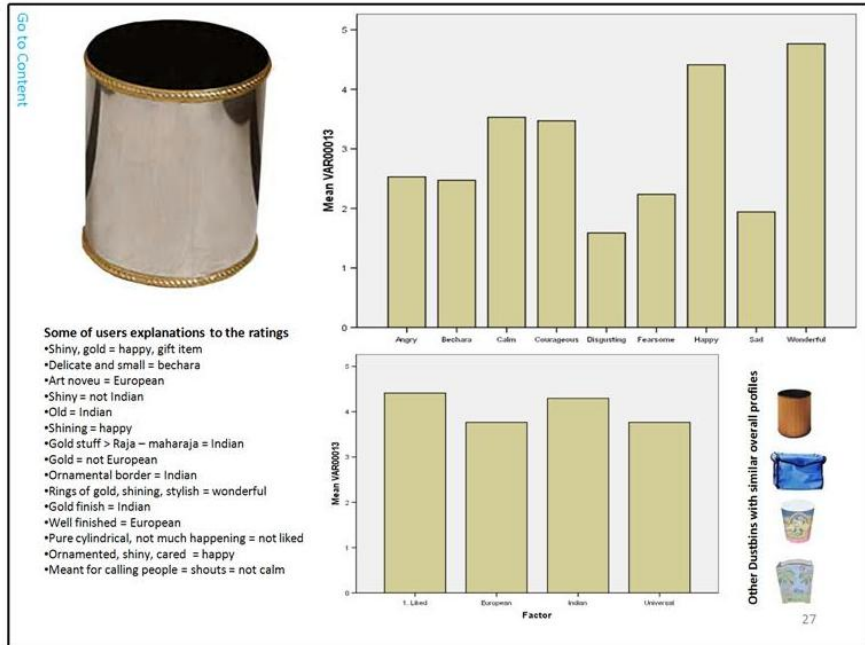 Go to Content
Mean VAR00013
5
4
3
2
1
0
Angry Bechara Calm Courageous Disgusting Fearsome Happy Sad Wonderful
Some of users explanations to the ratings
•Shiny, gold = happy, gift item
•Delicate and small = bechara
•Art noveu = European
•Shiny = not Indian
•Old = Indian
•Shining = happy
•Gold stuff > Raja – maharaja = Indian
•Gold = not European
•Ornamental border = Indian
•Rings of gold, shining, stylish = wonderful
•Gold finish = Indian
•Well finished = European
•Pure cylindrical, not much happening = not liked
•Ornamented, shiny, cared = happy
•Meant for calling people = shouts = not calm
Mean VAR00013
5
4
3
2
1
0
1. Liked European Indian Universal
Factor
Other Dustbins with similar overall profiles
27